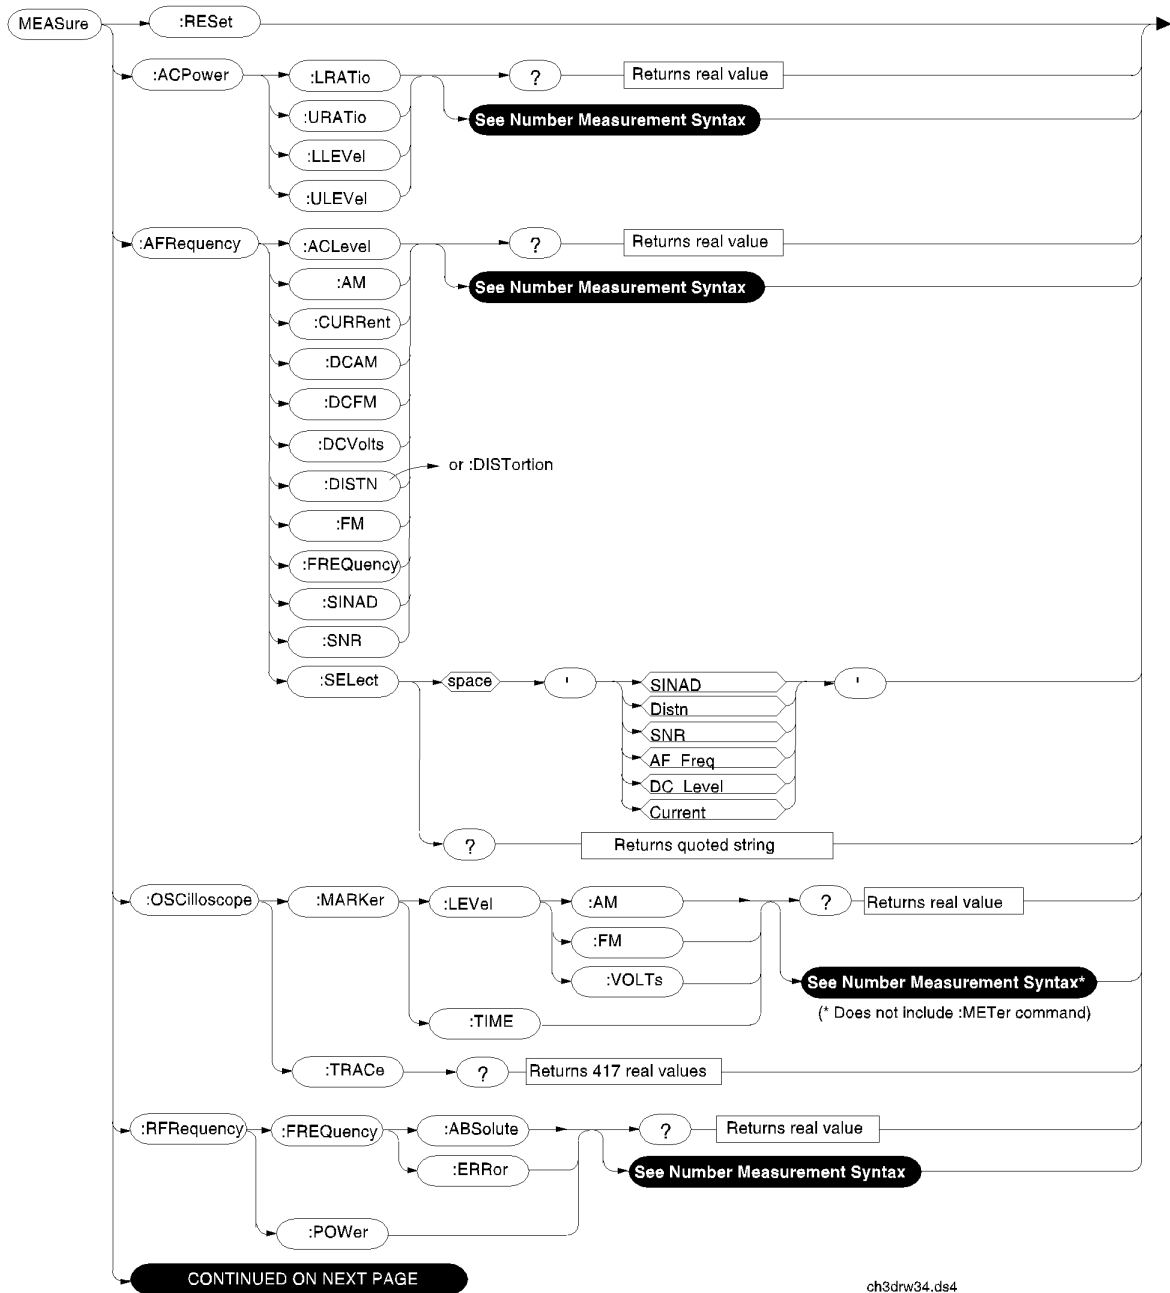 MEASure
:RESet
:ACPower
:LRATio
?
Returns real value
:URATio
See Number Measurement Syntax
:LLEVel
:ULEVel
:AFRequency
:ACLevel
?
Returns real value
:AM
See Number Measurement Syntax
:CURRent
:DCAM
:DCFM
:DCVolts
or :DISTortion
:DISTN
:FM
:FREQuency
:SINAD
:SNR
:SELect
space
'
SINAD
'
Distn
SNR
AF_Freq
DC_Level
Current
?
Returns quoted string
:OSCilloscope
:MARKer
:LEVel
:AM
?
Returns real value
:FM
:VOLTs
See Number Measurement Syntax*
(* Does not include :METer command)
:TIME
:TRACe
?
Returns 417 real values
:RFRequency
:FREQuency
:ABSolute
?
Returns real value
:ERRor
See Number Measurement Syntax
:POWer
CONTINUED ON NEXT PAGE
ch3drw34.ds4